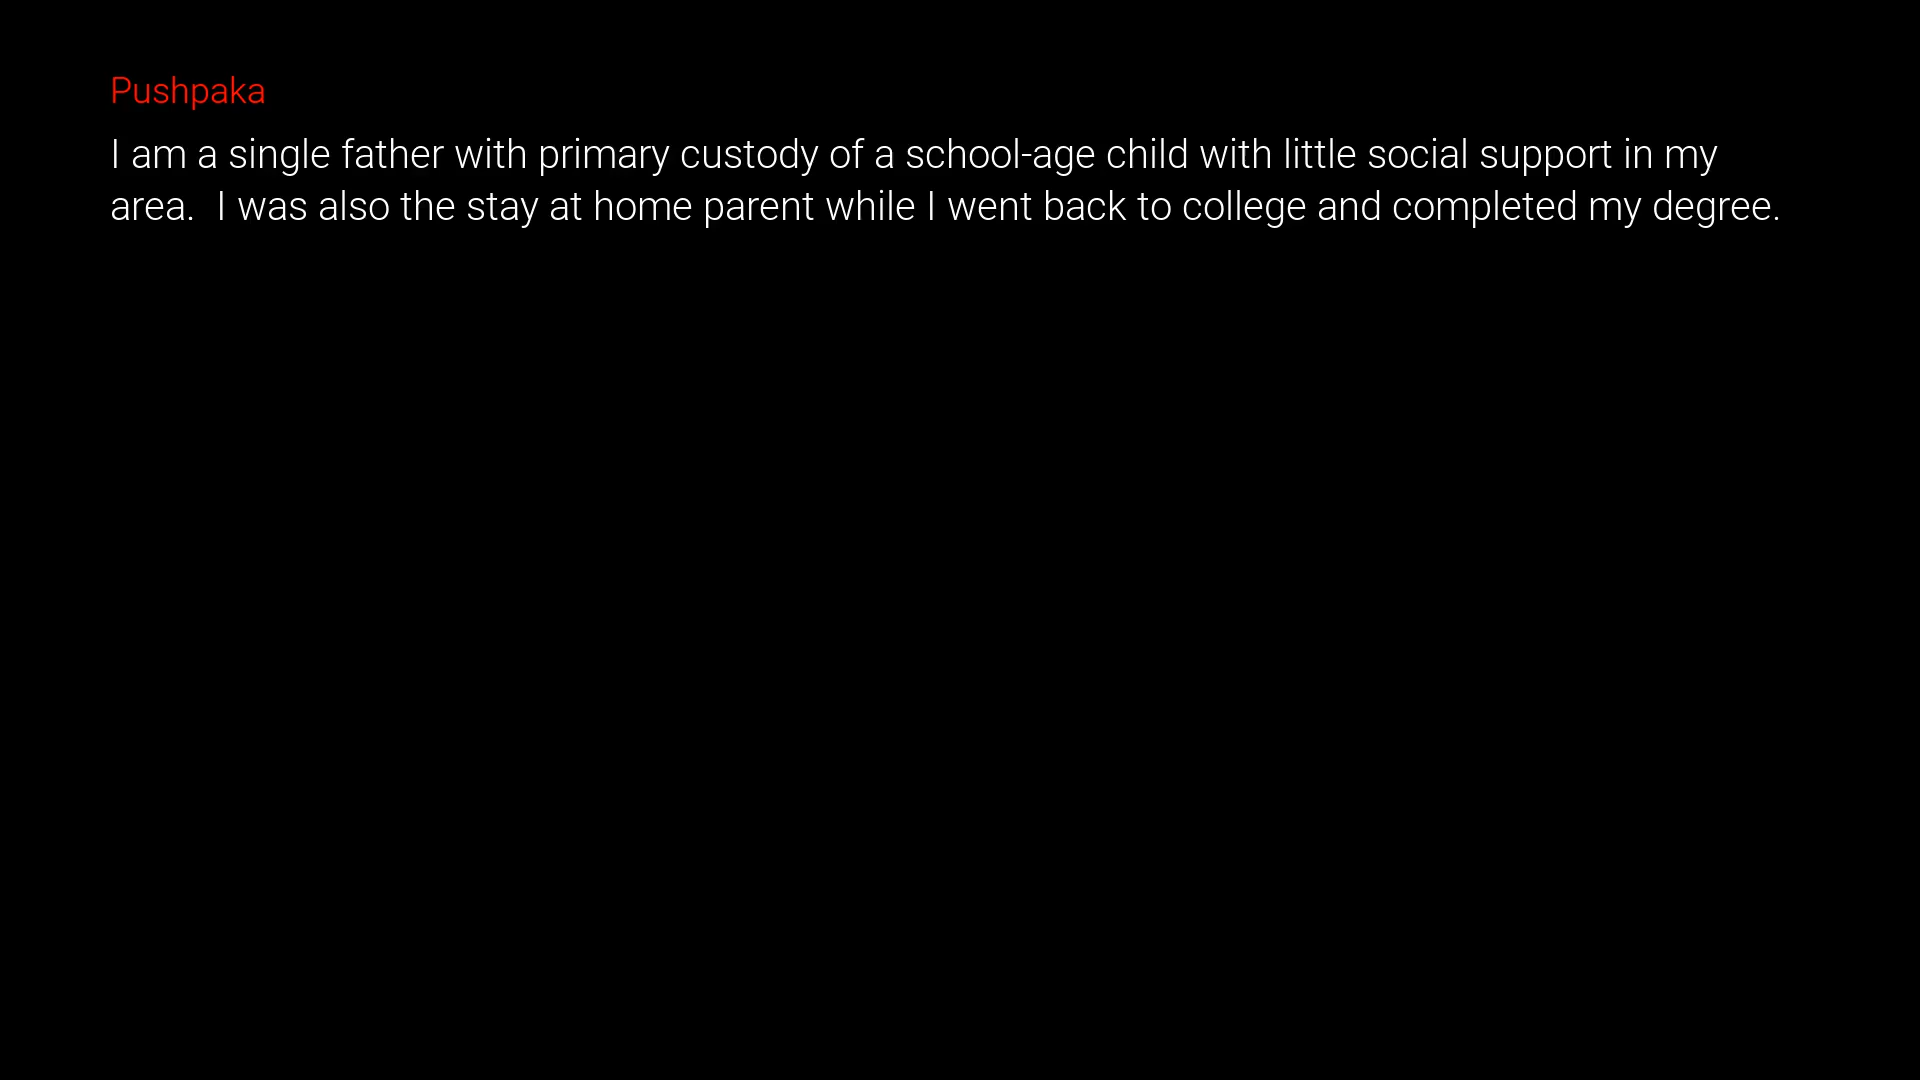 Pushpaka
I am a single father with primary custody of a school-age child with little social support in my
area.  I was also the stay at home parent while I went back to college and completed my degree.